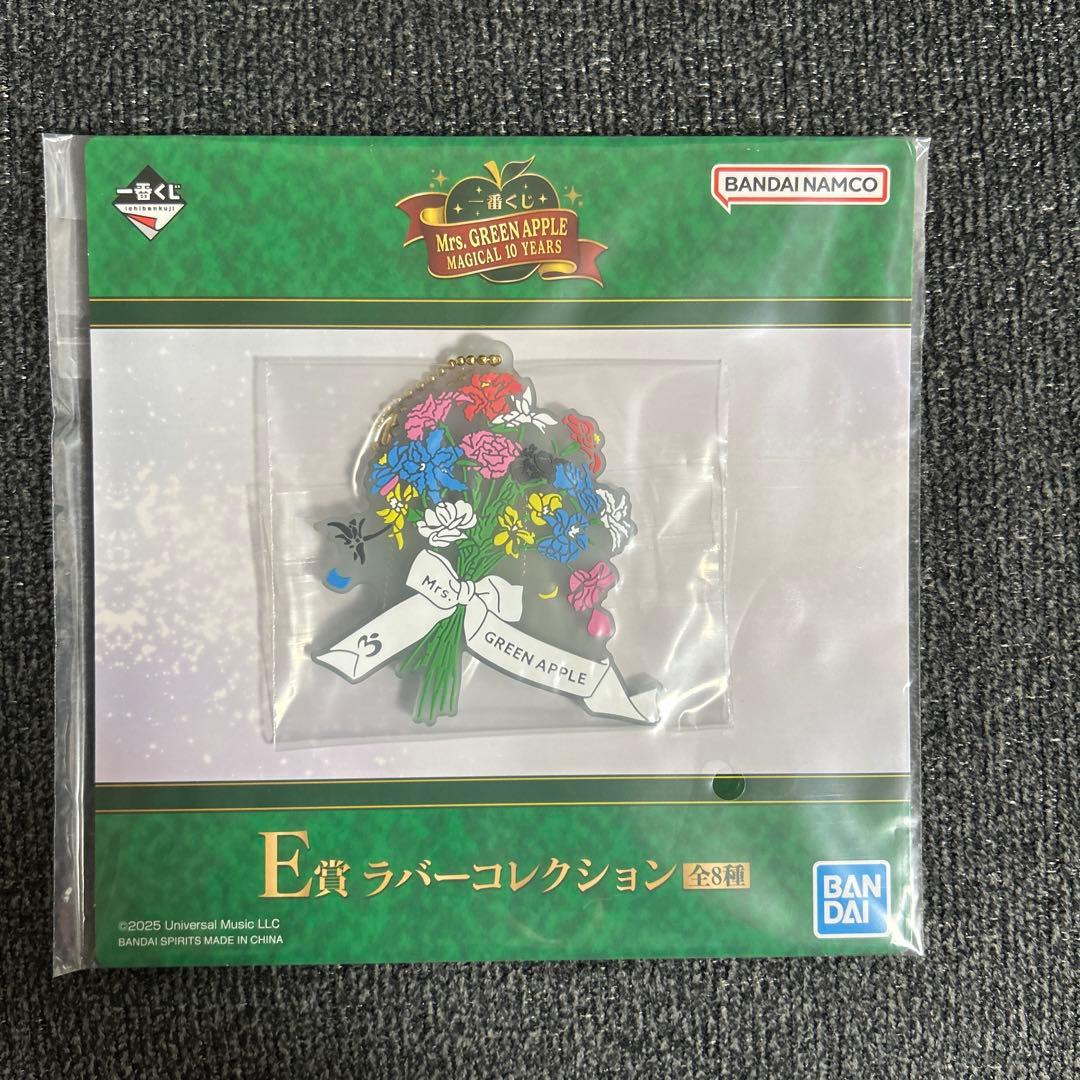 一番くじ
ichibankuji
一番くじ
Mrs. GREEN APPLE
MAGICAL 10 YEARS
BANDAI NAMCO
Mrs.
GREEN APPLE
E賞 ラバーコレクション 全8種
©2025 Universal Music LLC
BANDAI SPIRITS MADE IN CHINA
BAN
DAI